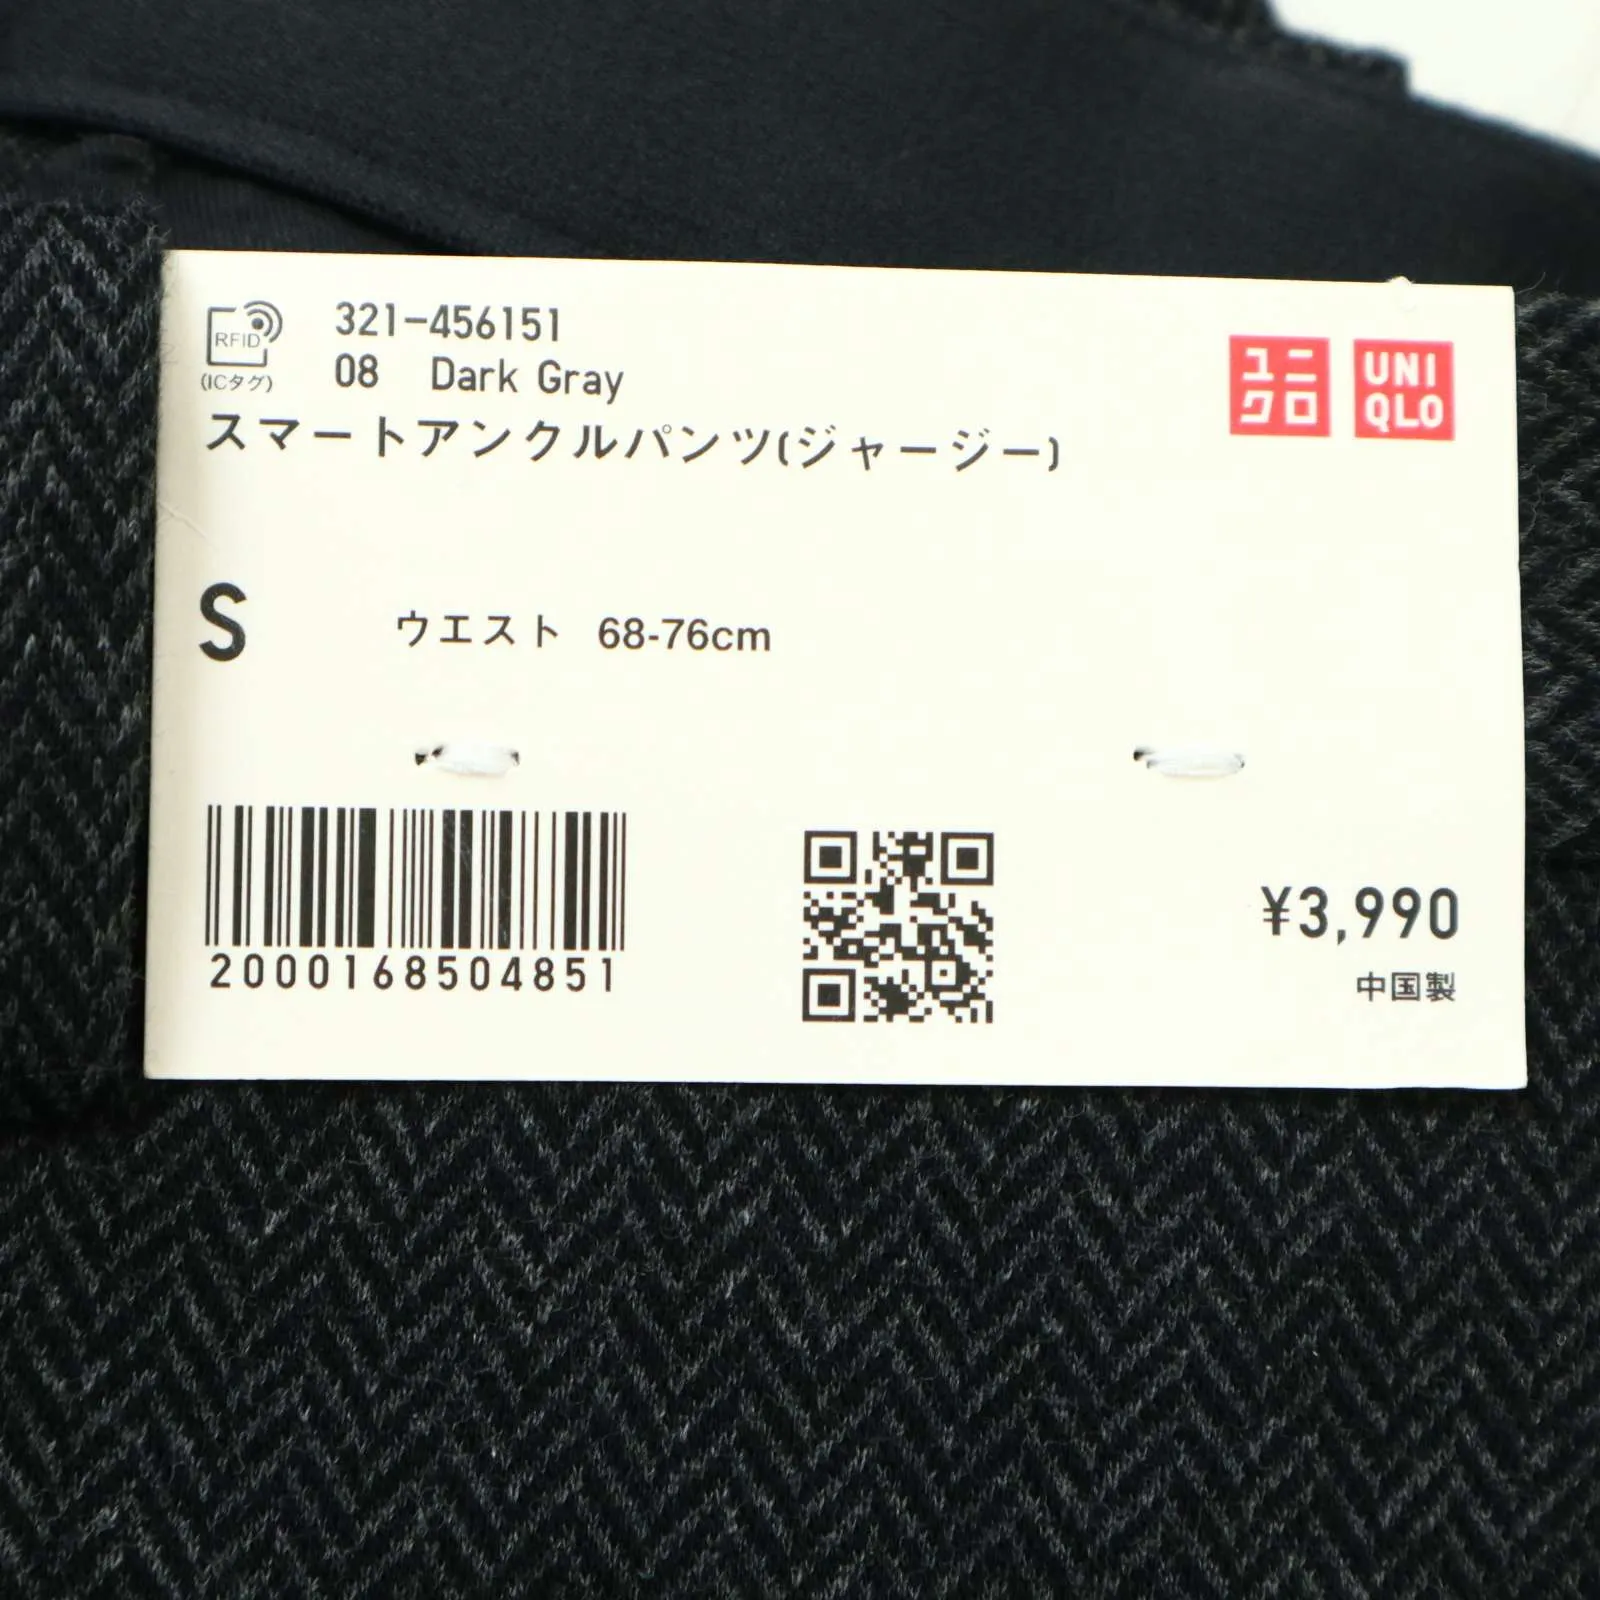 RFID
(ICタグ)
321-456151
08 Dark Gray
スマートアンクルパンツ(ジャージー)
ユニ
クロ
UNI
QLO
S ウエスト 68-76cm
2000168504851
¥3,990
中国製